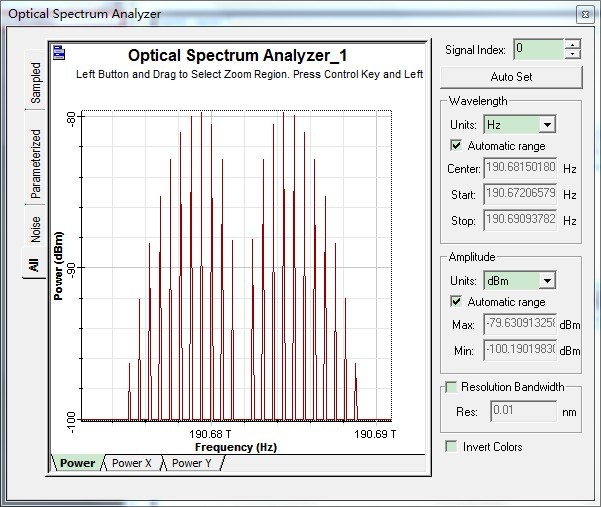 Optical Spectrum Analyzer
Sampled
Parameterized
Noise
All
Optical Spectrum Analyzer_1
Left Button and Drag to Select Zoom Region. Press Control Key and Left
Power (dBm)
-80
-90
-100
190.68 T
190.69 T
Frequency (Hz)
Power
Power X
Power Y
Signal Index: 0
Auto Set
Wavelength
Units: Hz
Automatic range
Center: 190.68150180 Hz
Start: 190.67206579 Hz
Stop: 190.69093782 Hz
Amplitude
Units: dBm
Automatic range
Max: -79.63091325 dBm
Min: -100.1901983 dBm
Resolution Bandwidth
Res: 0.01 nm
Invert Colors